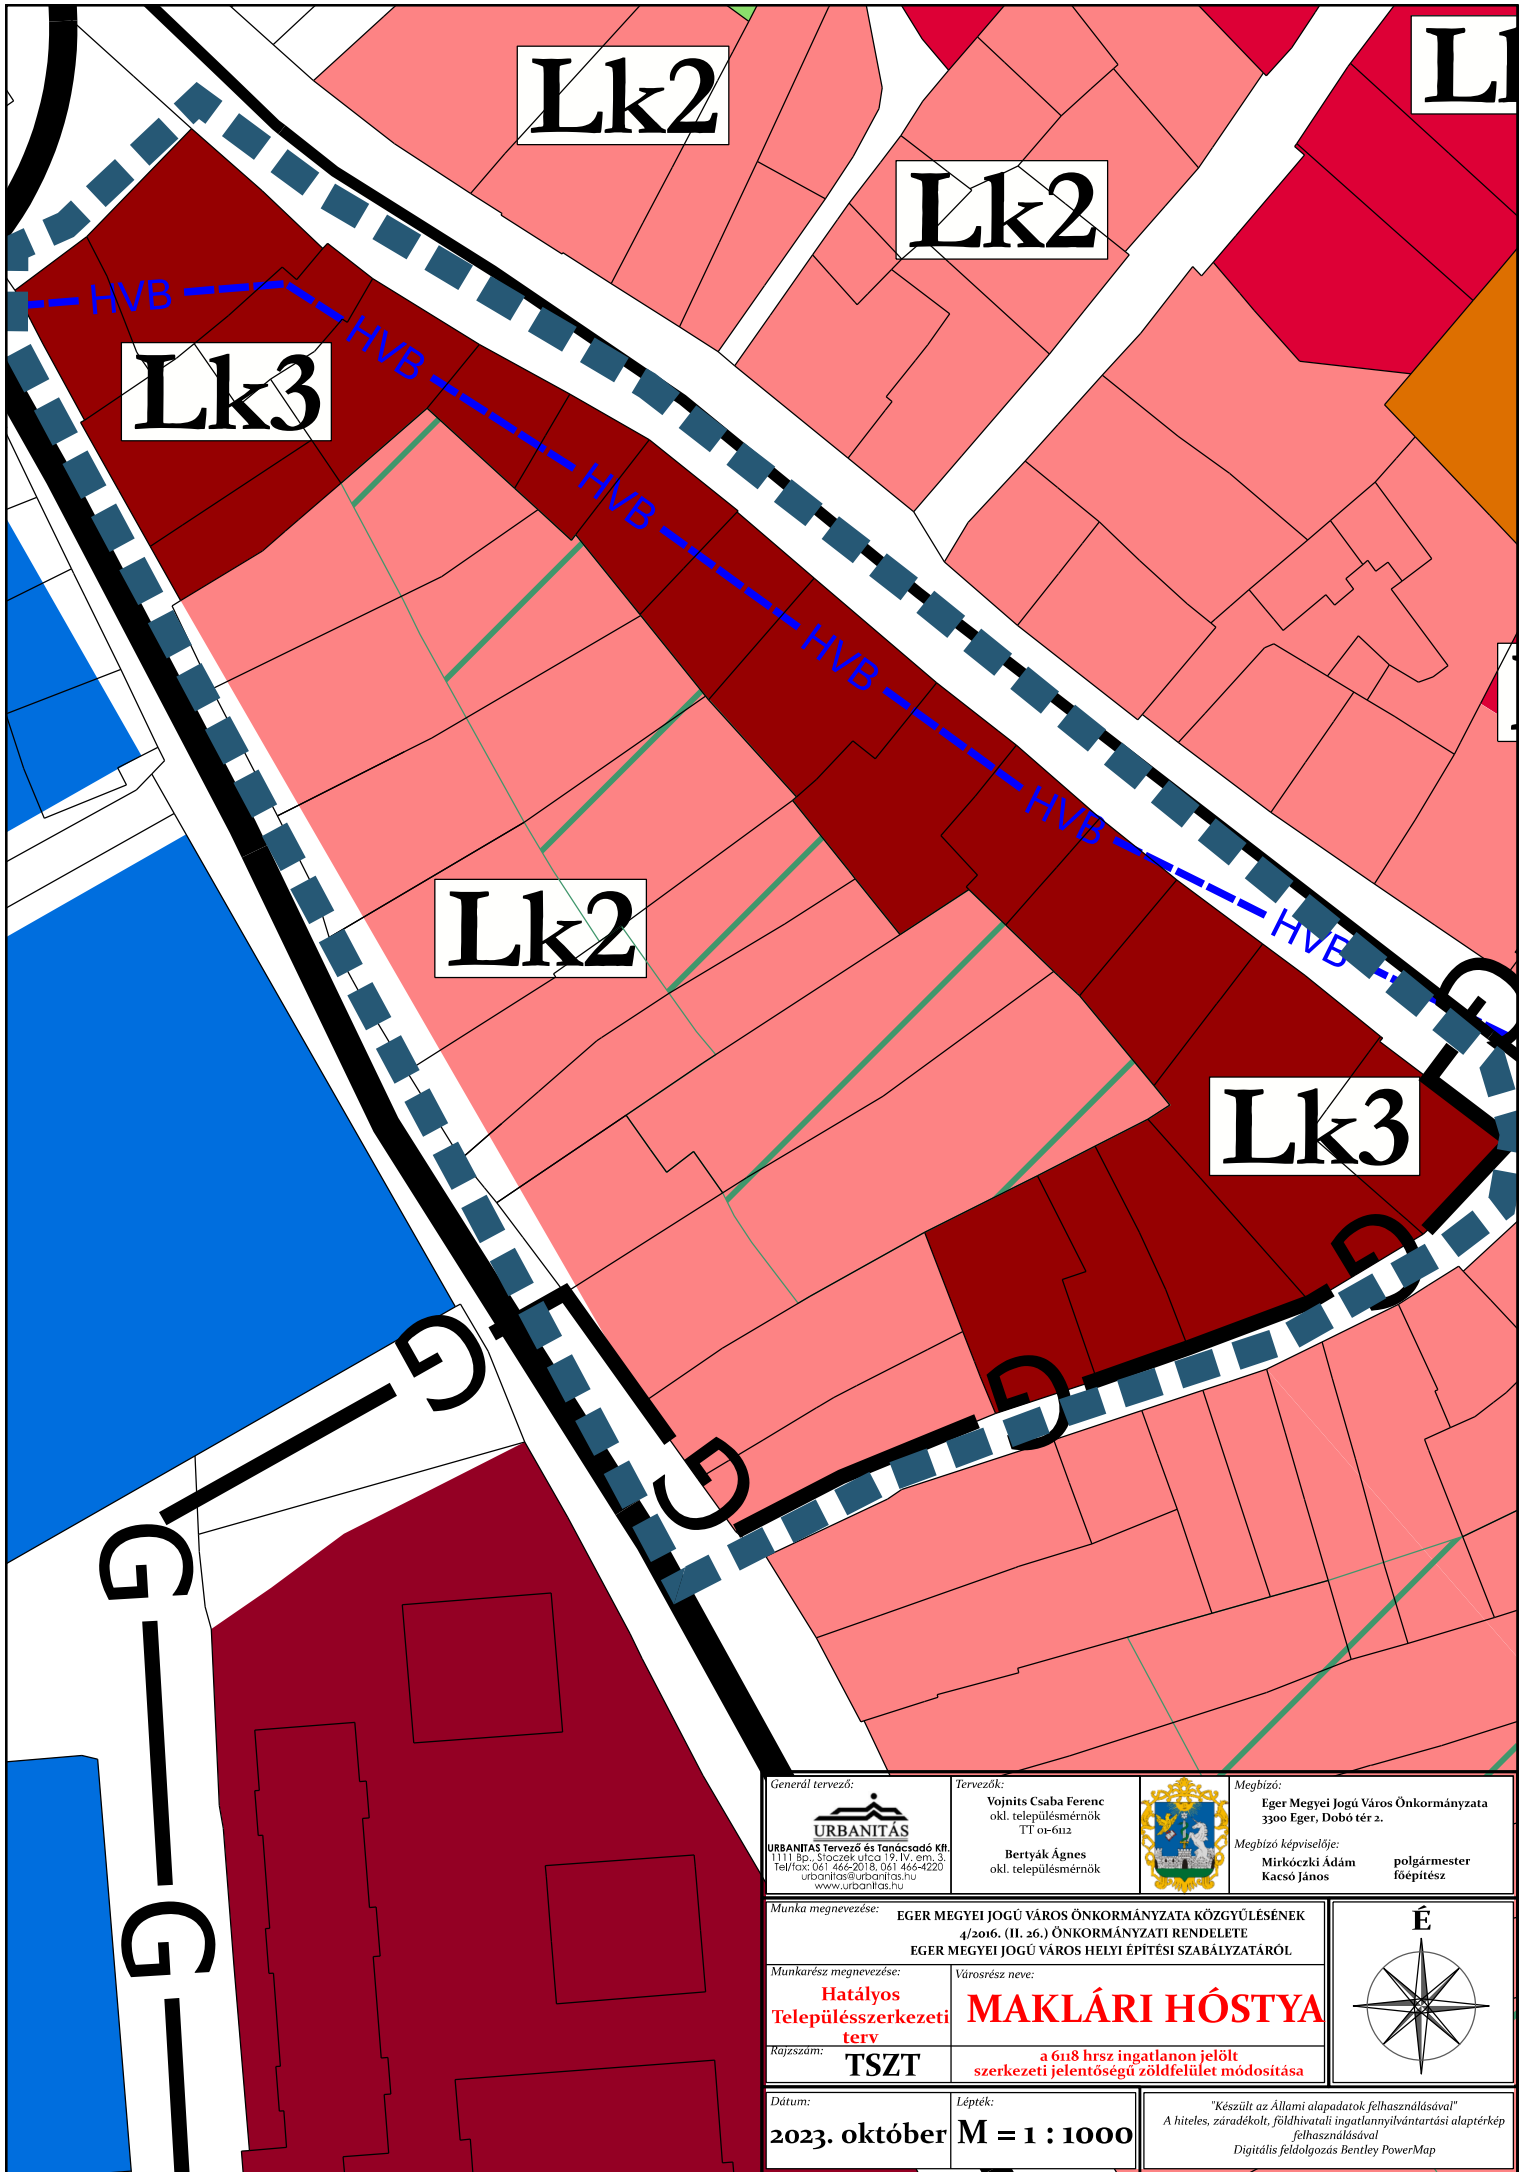 Lk2
Lk2
Lk3
HVB
HVB
HVB
HVB
HVB
HVB
Lk2
Lk3
G
G
G
G
G
G
G
Generál tervező:
URBANITÁS
URBANITAS Tervező és Tanácsadó Kft.
1111 Bp., Stoczek utca 19. IV. em. 3.
Tel/fax: 061 466-2018, 061 466-4220
urbanitas@urbanitas.hu
www.urbanitas.hu
Tervezők:
Vojnits Csaba Ferenc
okl. településmérnök
TT 01-6112
Bertyák Ágnes
okl. településmérnök
Megbízó:
Eger Megyei Jogú Város Önkormányzata
3300 Eger, Dobó tér 2.
Megbízó képviselője:
Mirkóczki Ádám polgármester
Kacsó János főépítész
Munka megnevezése:
EGER MEGYEI JOGÚ VÁROS ÖNKORMÁNYZATA KÖZGYŰLÉSÉNEK
4/2016. (II. 26.) ÖNKORMÁNYZATI RENDELETE
EGER MEGYEI JOGÚ VÁROS HELYI ÉPÍTÉSI SZABÁLYZATÁRÓL
Munkarész megnevezése:
Hatályos
Településszerkezeti
terv
Városrész neve:
MAKLÁRI HÓSTYA
Rajzszám:
TSZT
a 6118 hrsz ingatlanon jelölt
szerkezeti jelentőségű zöldfelület módosítása
É
Dátum:
2023. október
Lépték:
M = 1 : 1000
"Készült az Állami alapadatok felhasználásával"
A hiteles, záradékolt, földhivatali ingatlannyilvántartási alaptérkép
felhasználásával
Digitális feldolgozás Bentley PowerMap